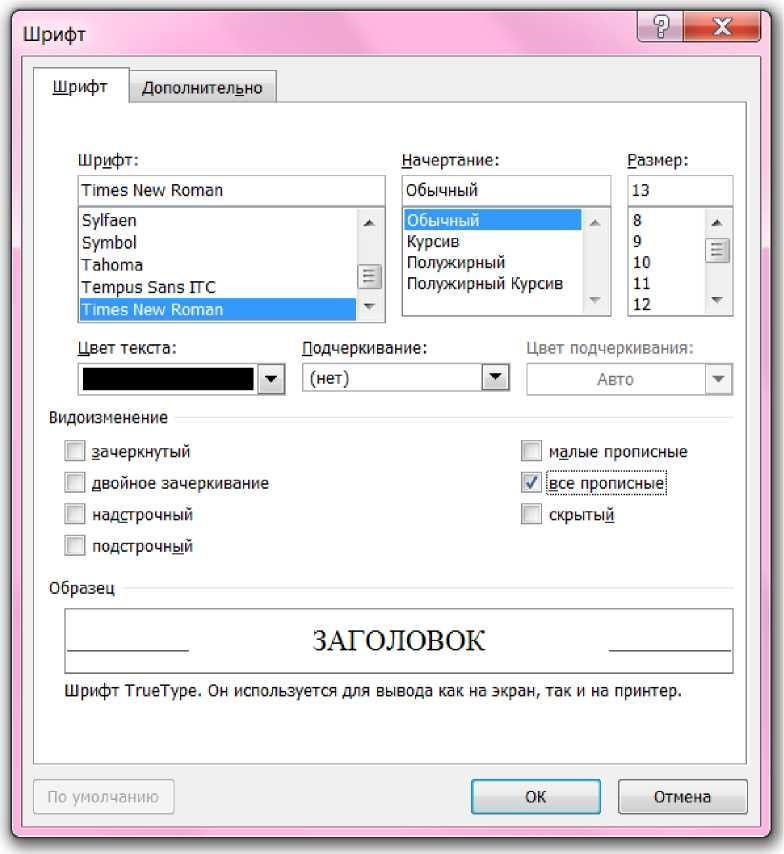 Шрифт
Шрифт Дополнительно
Шрифт: Начертание: Размер:
Times New Roman Обычный 13
Sylfaen Обычный 8
Symbol Курсив 9
Tahoma Полужирный 10
Tempus Sans ITC Полужирный Курсив 11
Times New Roman 12
Цвет текста: Подчеркивание: Цвет подчеркивания:
(нет) Авто
Видоизменение
зачеркнутый малые прописные
двойное зачеркивание все прописные
надстрочный скрытый
подстрочный
Образец
ЗАГОЛОВОК
Шрифт TrueType. Он используется для вывода как на экран, так и на принтер.
По умолчанию ОК Отмена